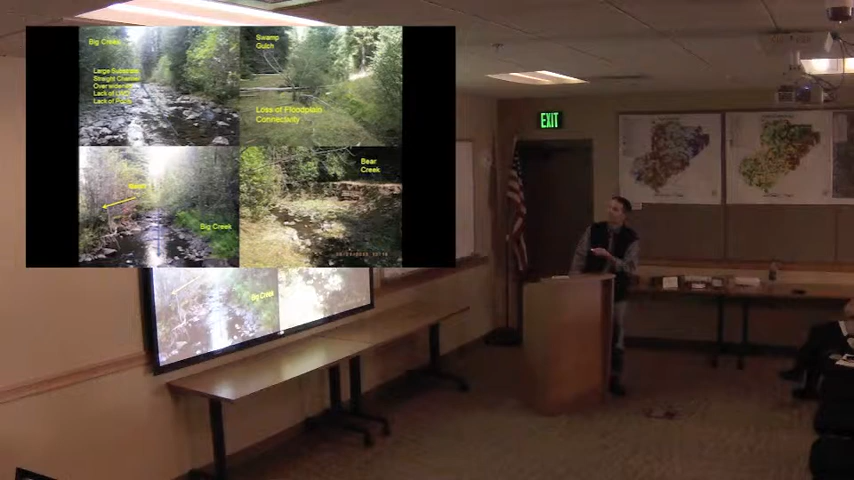 Big Creek
Large Substrate
Straight Channel
Over widened
Lack of LWD
Lack of Pools
Swamp
Gulch
Loss of Floodplain
Connectivity
Big Creek
Bear
Creek
Big Creek
EXIT